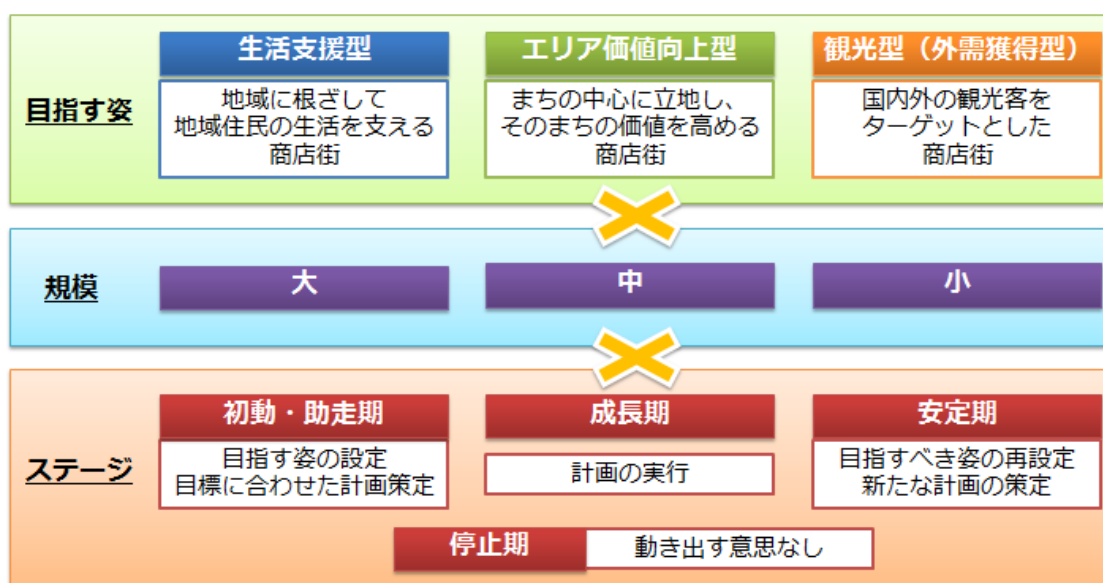 目指す姿
生活支援型
地域に根ざして
地域住民の生活を支える
商店街
エリア価値向上型
まちの中心に立地し、
そのまちの価値を高める
商店街
観光型（外需獲得型）
国内外の観光客を
ターゲットとした
商店街
規模
大
中
小
ステージ
初動・助走期
目指す姿の設定
目標に合わせた計画策定
成長期
計画の実行
安定期
目指すべき姿の再設定
新たな計画の策定
停止期
動き出す意思なし